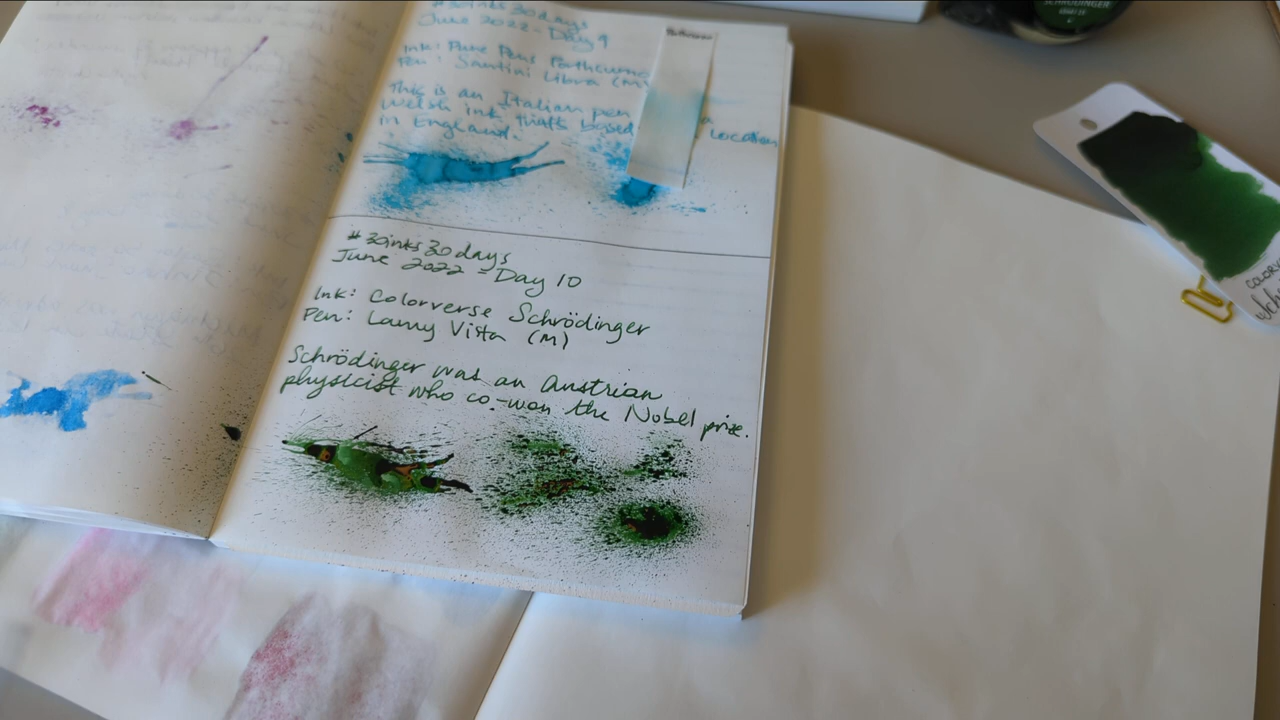 #30inks30days
June 2022 - Day 9
Ink: Pure Pens Porthcurno
Pen: Santini Libra (M)
This is an Italian pen
Welsh ink that's based a location
in England.
#30inks30days
June 2022 - Day 10
Ink: Colorverse Schrödinger
Pen: Lamy Vista (M)
Schrödinger was an Austrian
physicist who co-won the Nobel prize.
SCHRÖDINGER